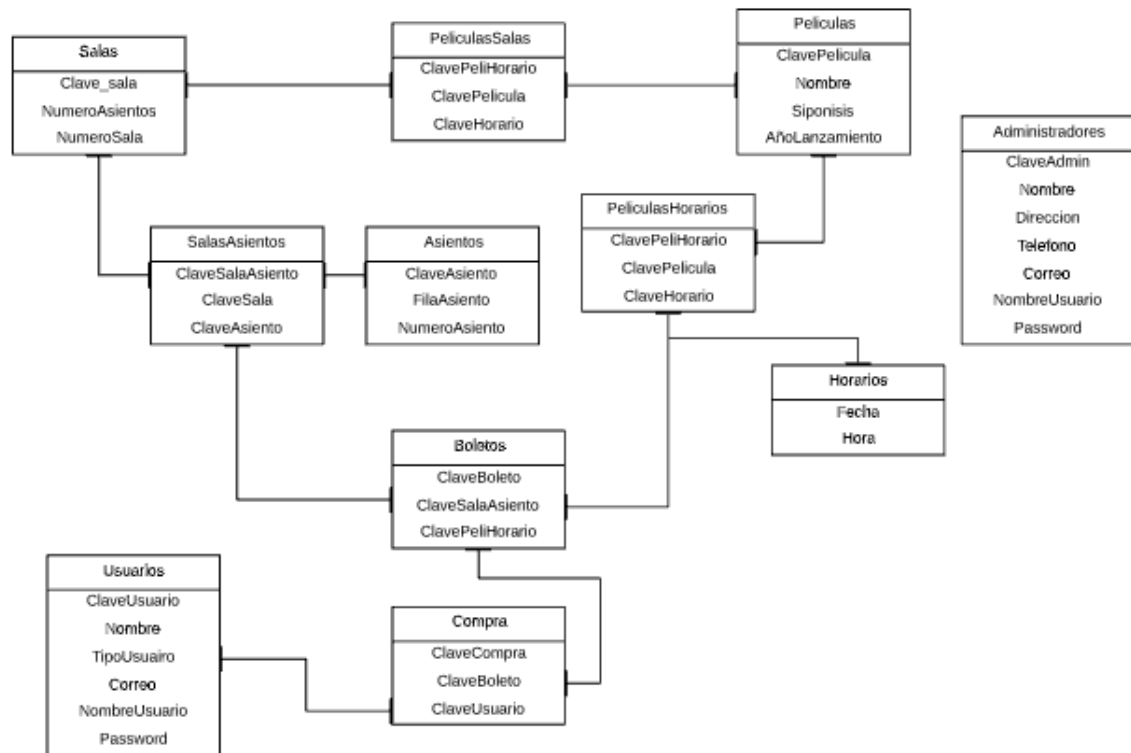 Salas
Clave_sala
NumeroAsientos
NumeroSala
PeliculasSalas
ClavePeliHorario
ClavePelicula
ClaveHorario
Peliculas
ClavePelicula
Nombre
Siponisis
AñoLanzamiento
Administradores
ClaveAdmin
Nombre
Direccion
Telefono
Correo
NombreUsuario
Password
SalasAsientos
ClaveSalaAsiento
ClaveSala
ClaveAsiento
Asientos
ClaveAsiento
FilaAsiento
NumeroAsiento
PeliculasHorarios
ClavePeliHorario
ClavePelicula
ClaveHorario
Horarios
Fecha
Hora
Boletos
ClaveBoleto
ClaveSalaAsiento
ClavePeliHorario
Usuarios
ClaveUsuario
Nombre
TipoUsuairo
Correo
NombreUsuario
Password
Compra
ClaveCompra
ClaveBoleto
ClaveUsuario